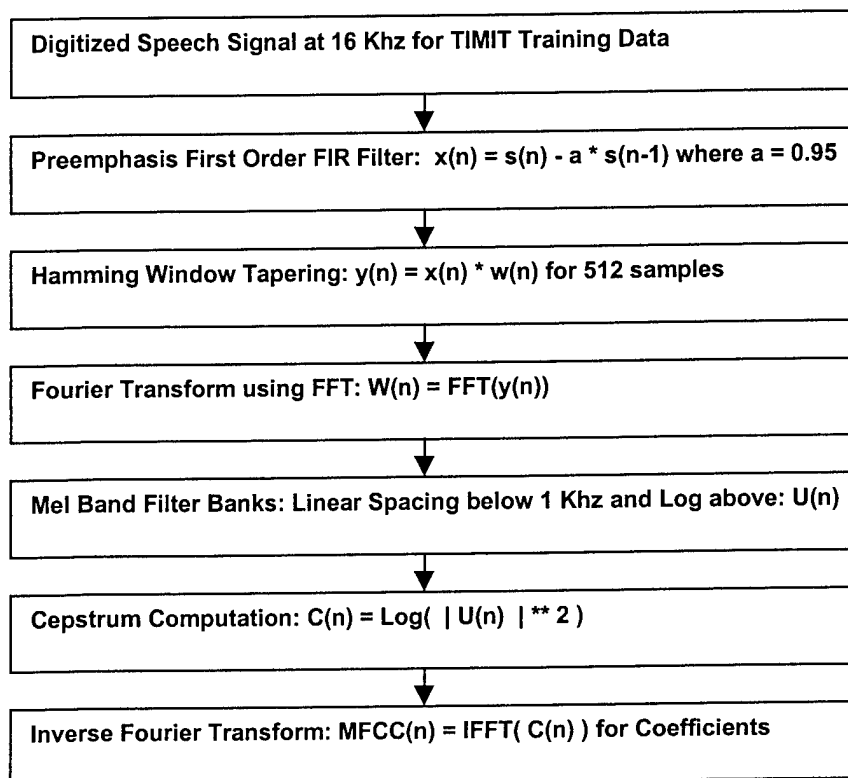 Digitized Speech Signal at 16 Khz for TIMIT Training Data
Preemphasis First Order FIR Filter: x(n) = s(n) - a * s(n-1) where a = 0.95
Hamming Window Tapering: y(n) = x(n) * w(n) for 512 samples
Fourier Transform using FFT: W(n) = FFT(y(n))
Mel Band Filter Banks: Linear Spacing below 1 Khz and Log above: U(n)
Cepstrum Computation: C(n) = Log( | U(n) | ** 2 )
Inverse Fourier Transform: MFCC(n) = IFFT( C(n) ) for Coefficients